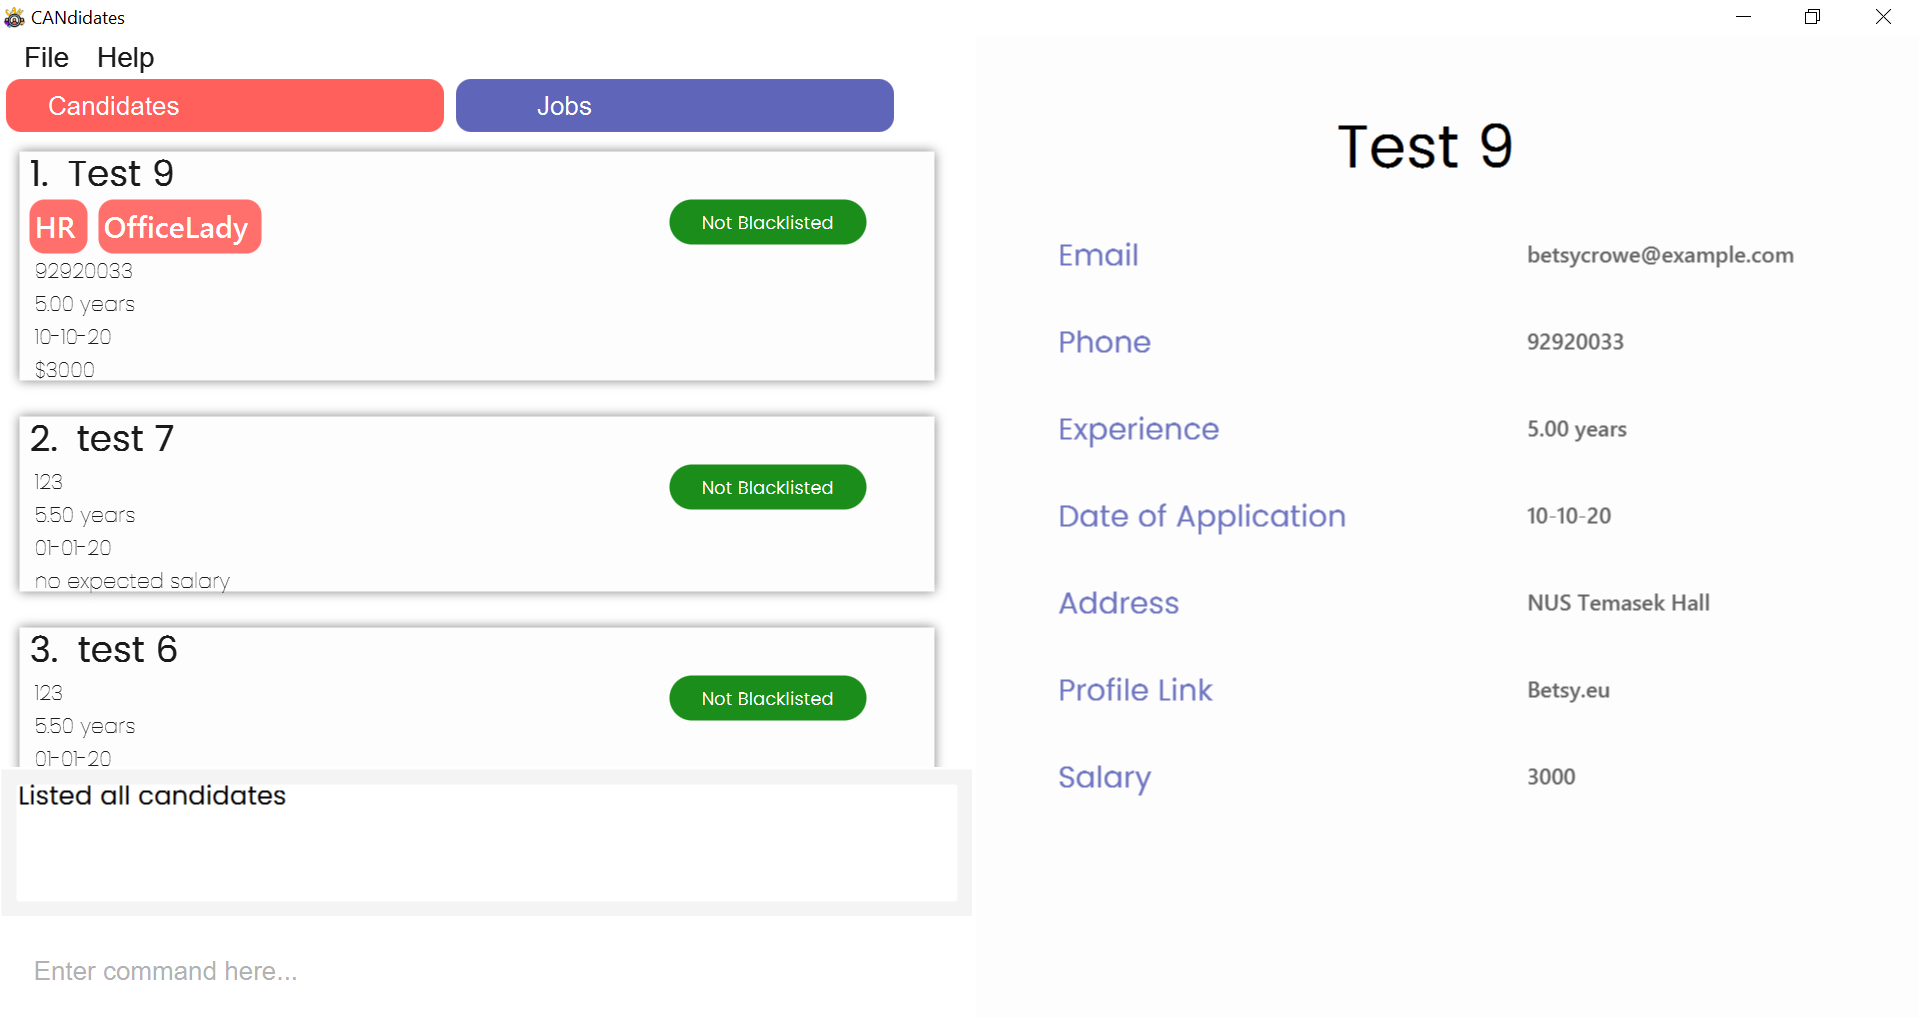 CANdidates
File Help
Candidates Jobs
1. Test 9
HR OfficeLady
Not Blacklisted
92920033
5.00 years
10-10-20
$3000
2. test 7
Not Blacklisted
123
5.50 years
01-01-20
no expected salary
3. test 6
Not Blacklisted
123
5.50 years
01-01-20
Listed all candidates
Enter command here...
Test 9
Email betsycrowe@example.com
Phone 92920033
Experience 5.00 years
Date of Application 10-10-20
Address NUS Temasek Hall
Profile Link Betsy.eu
Salary 3000